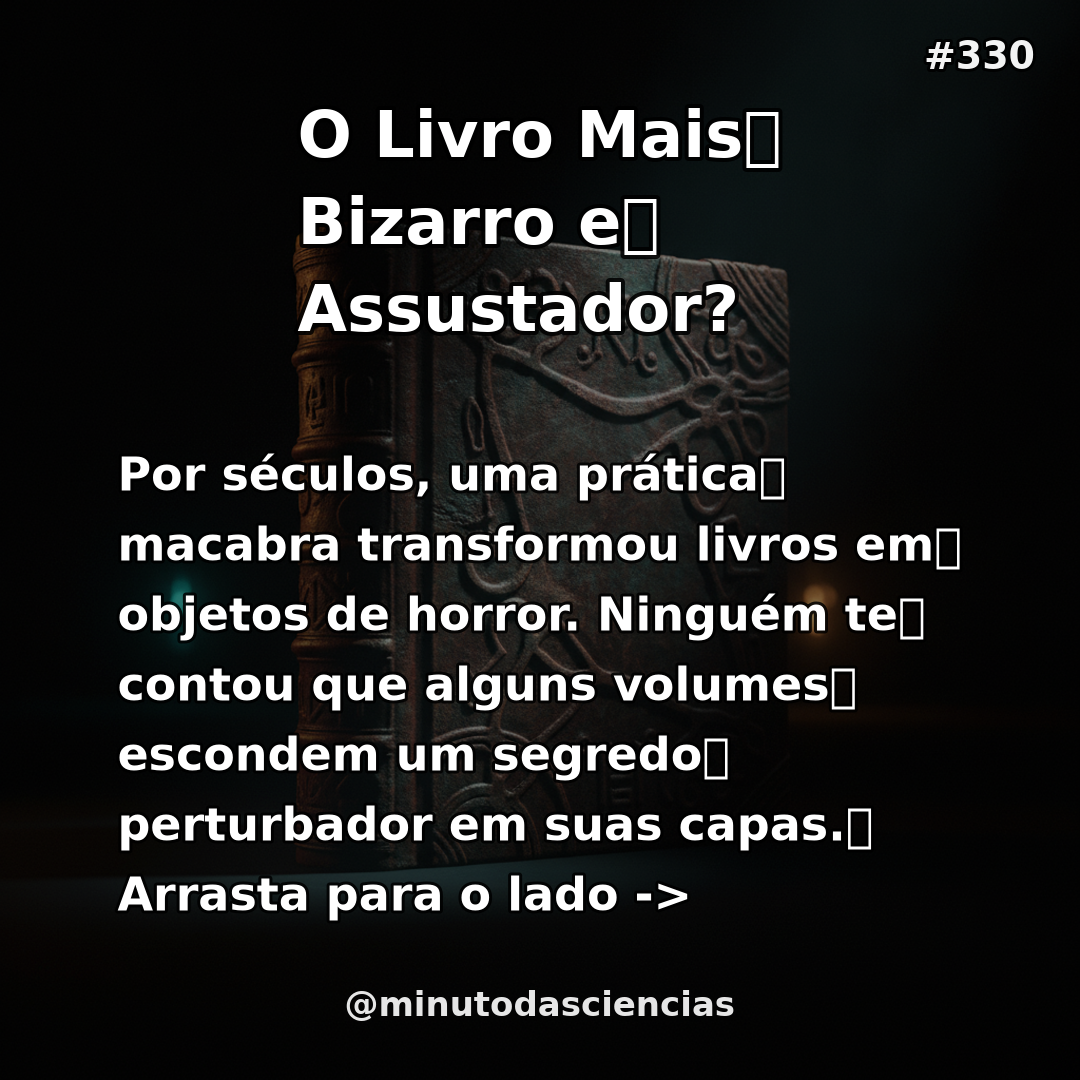 #330
O Livro Mais▯
Bizarro e▯
Assustador?
Por séculos, uma prática▯
macabra transformou livros em▯
objetos de horror. Ninguém te▯
contou que alguns volumes▯
escondem um segredo▯
perturbador em suas capas.▯
Arrasta para o lado ->
@minutodasciencias